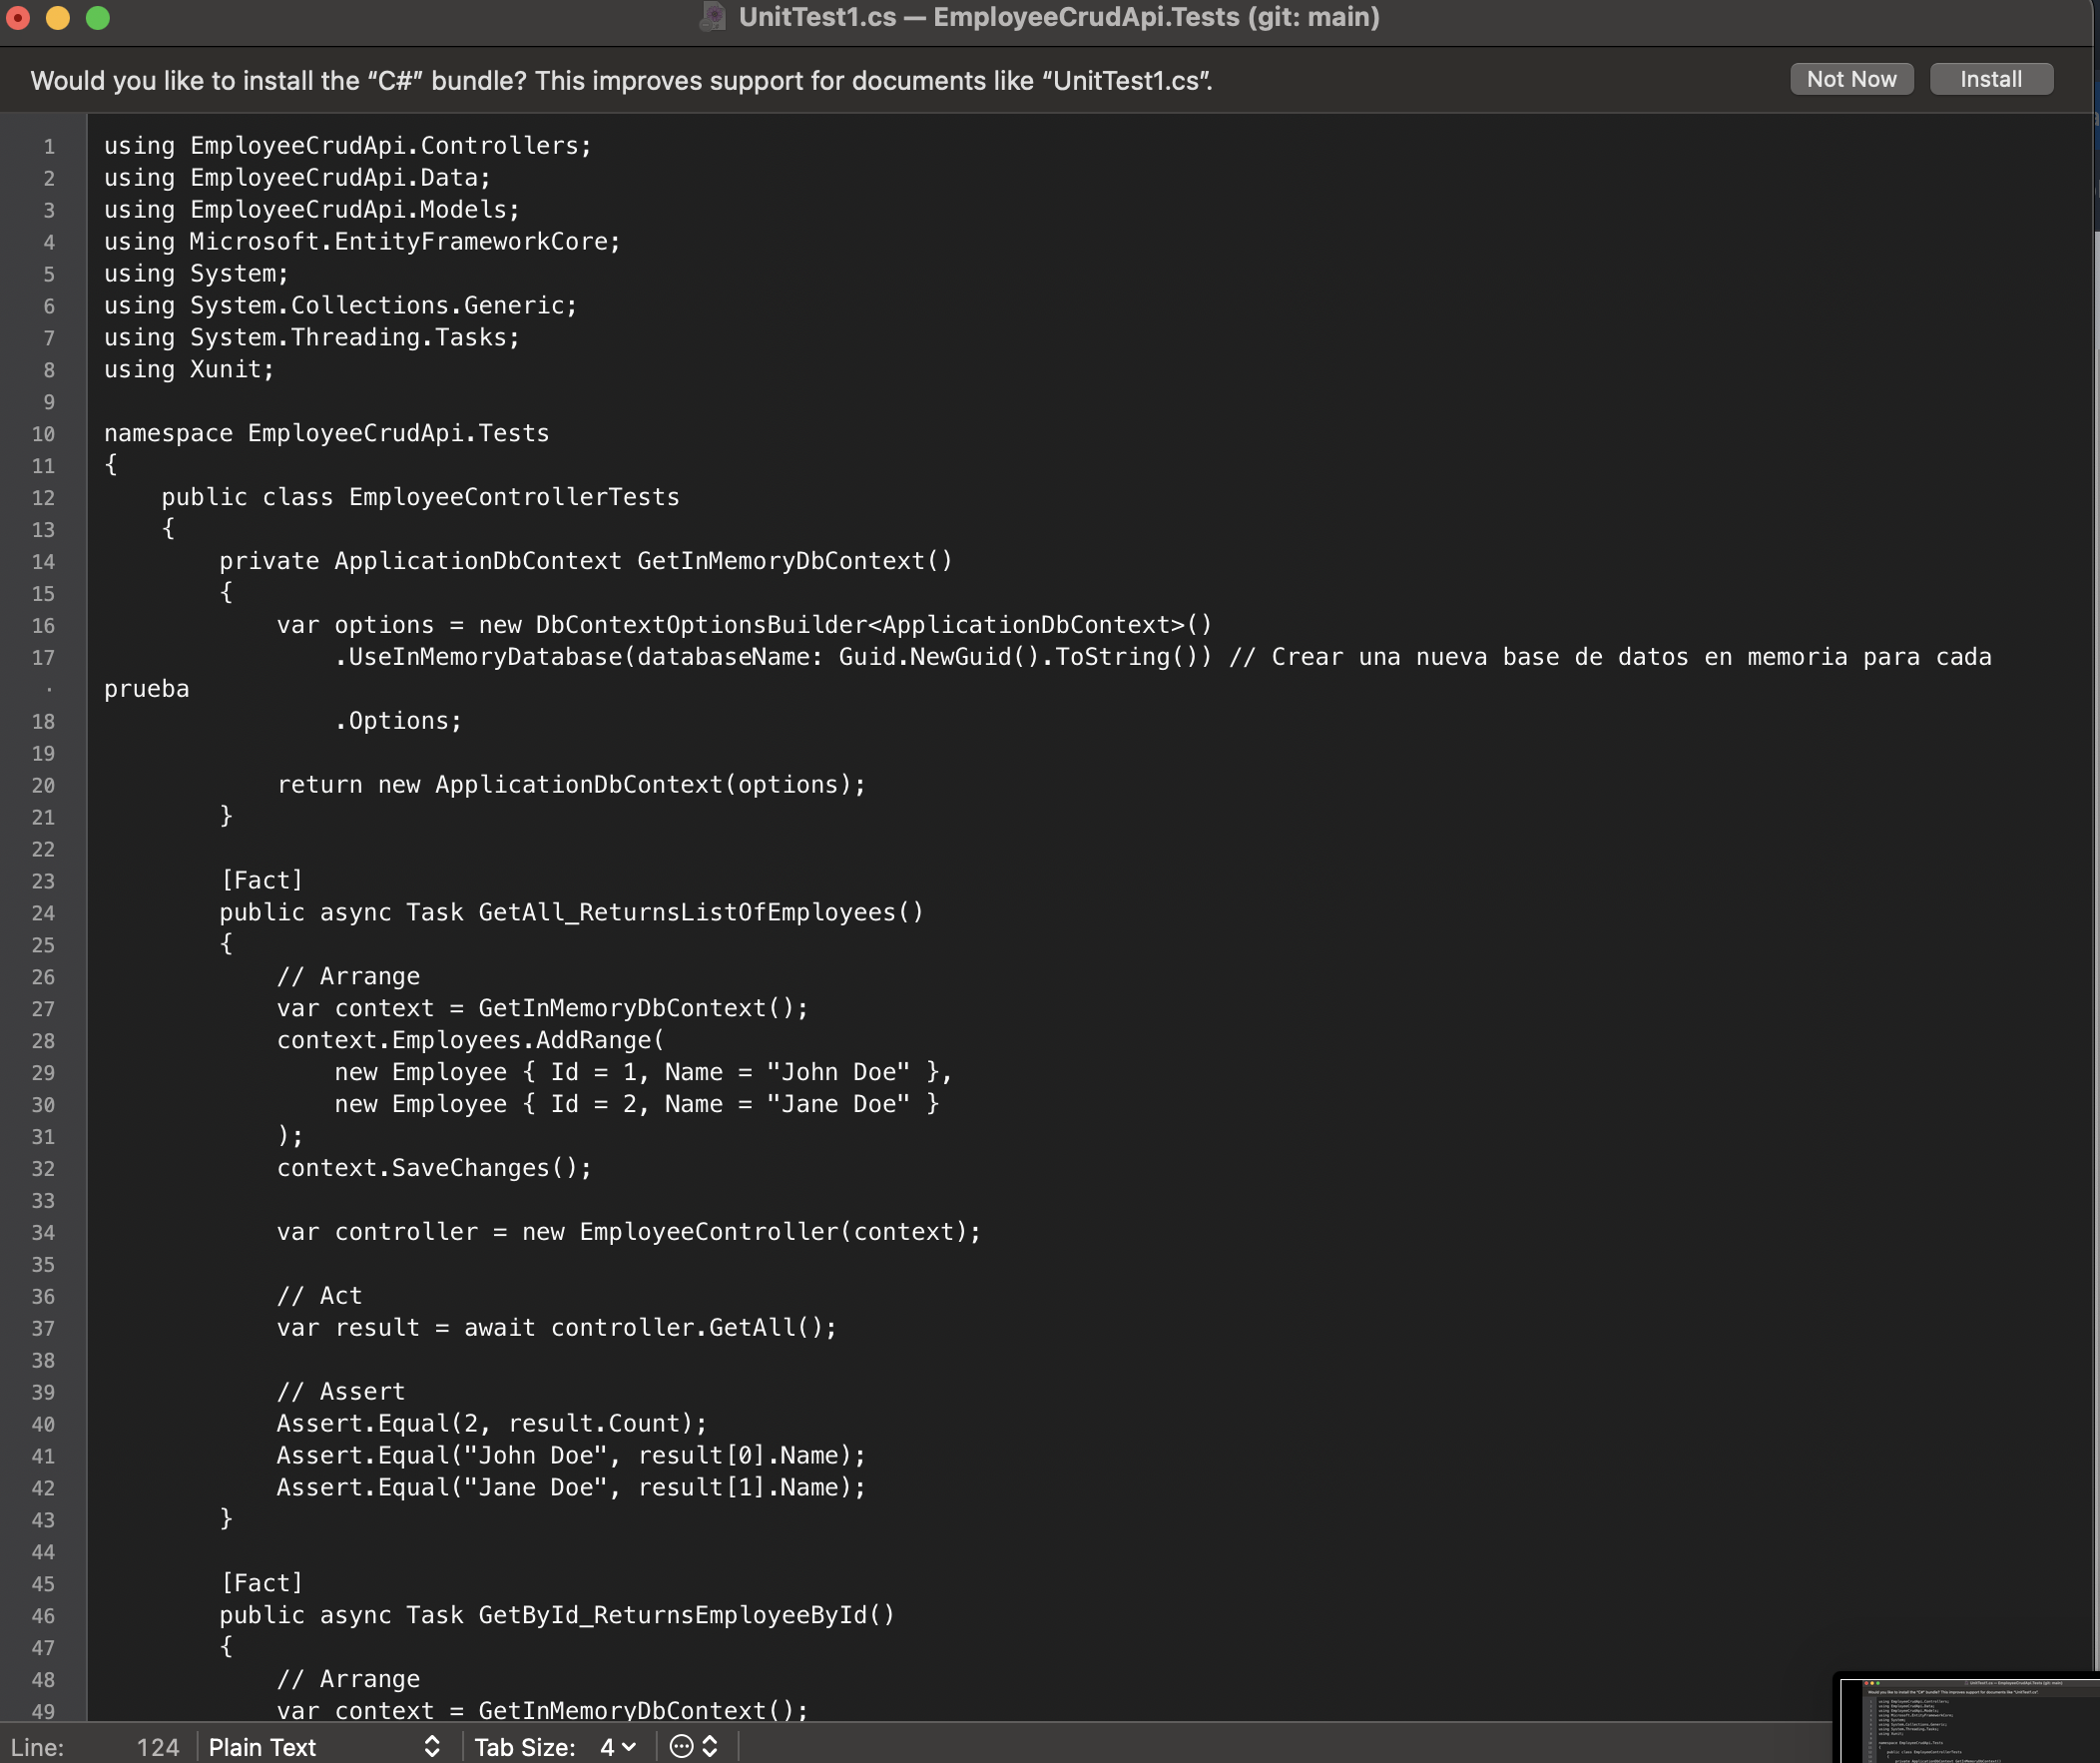 UnitTest1.cs — EmployeeCrudApi.Tests (git: main)
Would you like to install the “C#” bundle? This improves support for documents like “UnitTest1.cs”.
Not Now
Install
1 using EmployeeCrudApi.Controllers;
2 using EmployeeCrudApi.Data;
3 using EmployeeCrudApi.Models;
4 using Microsoft.EntityFrameworkCore;
5 using System;
6 using System.Collections.Generic;
7 using System.Threading.Tasks;
8 using Xunit;
9
10 namespace EmployeeCrudApi.Tests
11 {
12     public class EmployeeControllerTests
13     {
14         private ApplicationDbContext GetInMemoryDbContext()
15         {
16             var options = new DbContextOptionsBuilder<ApplicationDbContext>()
17                 .UseInMemoryDatabase(databaseName: Guid.NewGuid().ToString()) // Crear una nueva base de datos en memoria para cada
· prueba
18                 .Options;
19
20             return new ApplicationDbContext(options);
21         }
22
23         [Fact]
24         public async Task GetAll_ReturnsListOfEmployees()
25         {
26             // Arrange
27             var context = GetInMemoryDbContext();
28             context.Employees.AddRange(
29                 new Employee { Id = 1, Name = "John Doe" },
30                 new Employee { Id = 2, Name = "Jane Doe" }
31             );
32             context.SaveChanges();
33
34             var controller = new EmployeeController(context);
35
36             // Act
37             var result = await controller.GetAll();
38
39             // Assert
40             Assert.Equal(2, result.Count);
41             Assert.Equal("John Doe", result[0].Name);
42             Assert.Equal("Jane Doe", result[1].Name);
43         }
44
45         [Fact]
46         public async Task GetById_ReturnsEmployeeById()
47         {
48             // Arrange
49             var context = GetInMemoryDbContext();
Line: 124 Plain Text Tab Size: 4